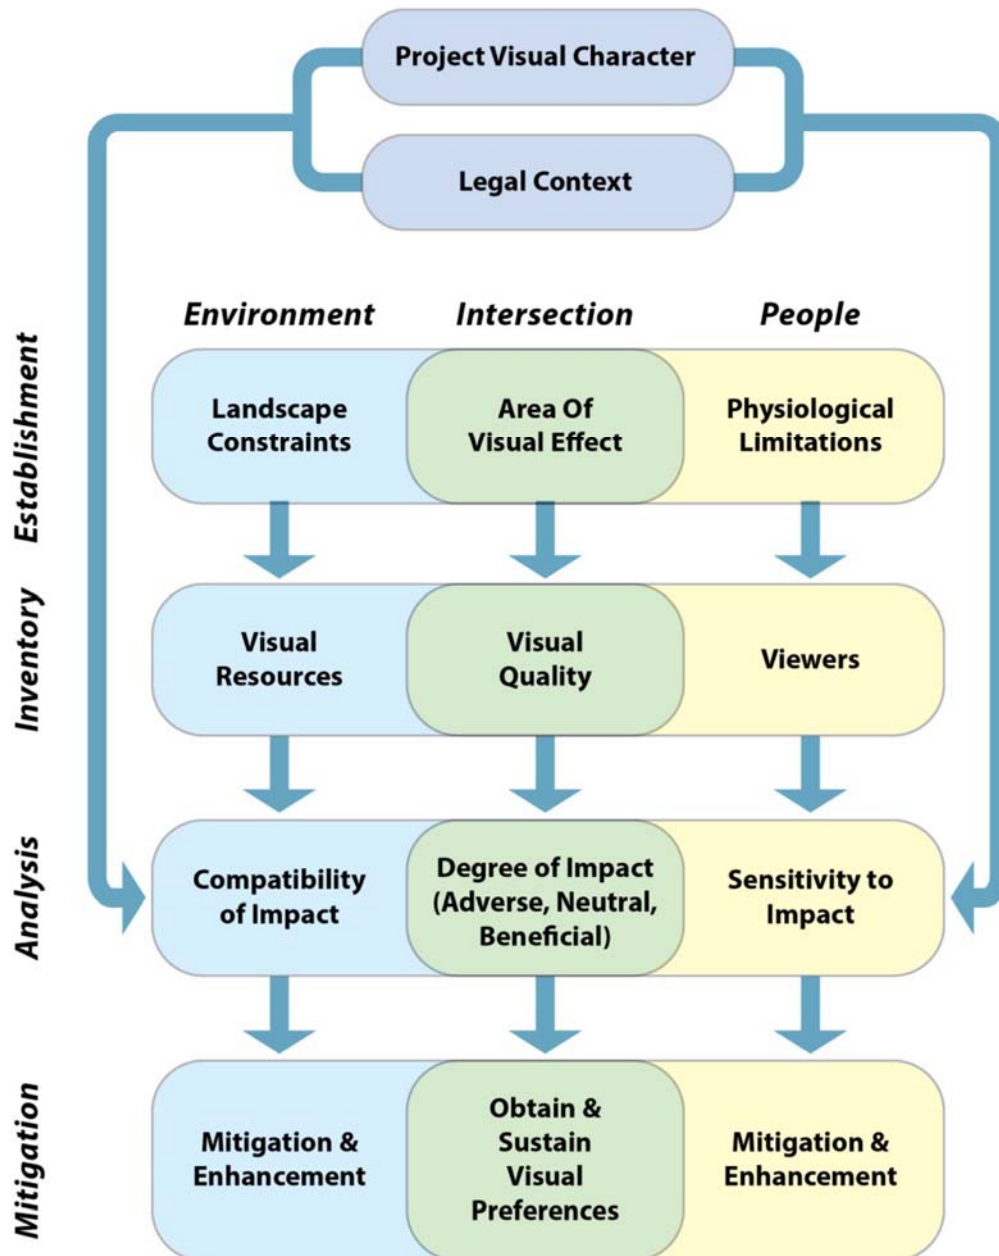 Project Visual Character
Legal Context
Environment
Intersection
People
Establishment
Landscape
Constraints
Area Of
Visual Effect
Physiological
Limitations
Inventory
Visual
Resources
Visual
Quality
Viewers
Analysis
Compatibility
of Impact
Degree of Impact
(Adverse, Neutral,
Beneficial)
Sensitivity to
Impact
Mitigation
Mitigation &
Enhancement
Obtain &
Sustain
Visual
Preferences
Mitigation &
Enhancement